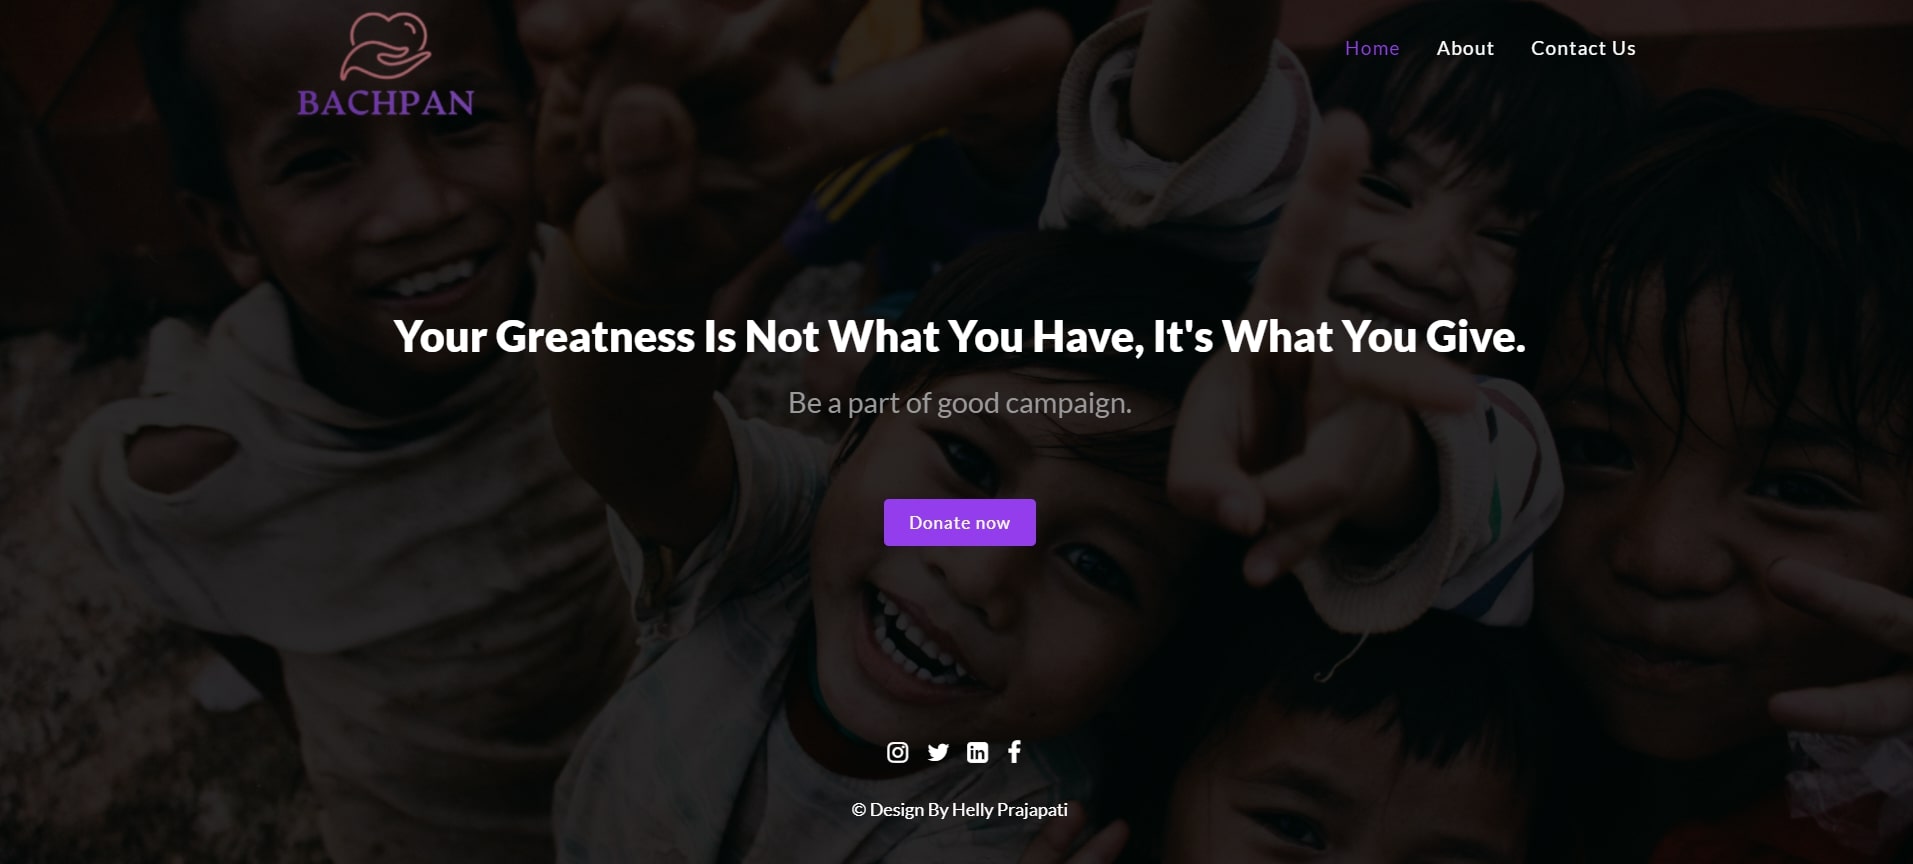 BACHPAN
Home About Contact Us
Your Greatness Is Not What You Have, It's What You Give.
Be a part of good campaign.
Donate now
© Design By Helly Prajapati